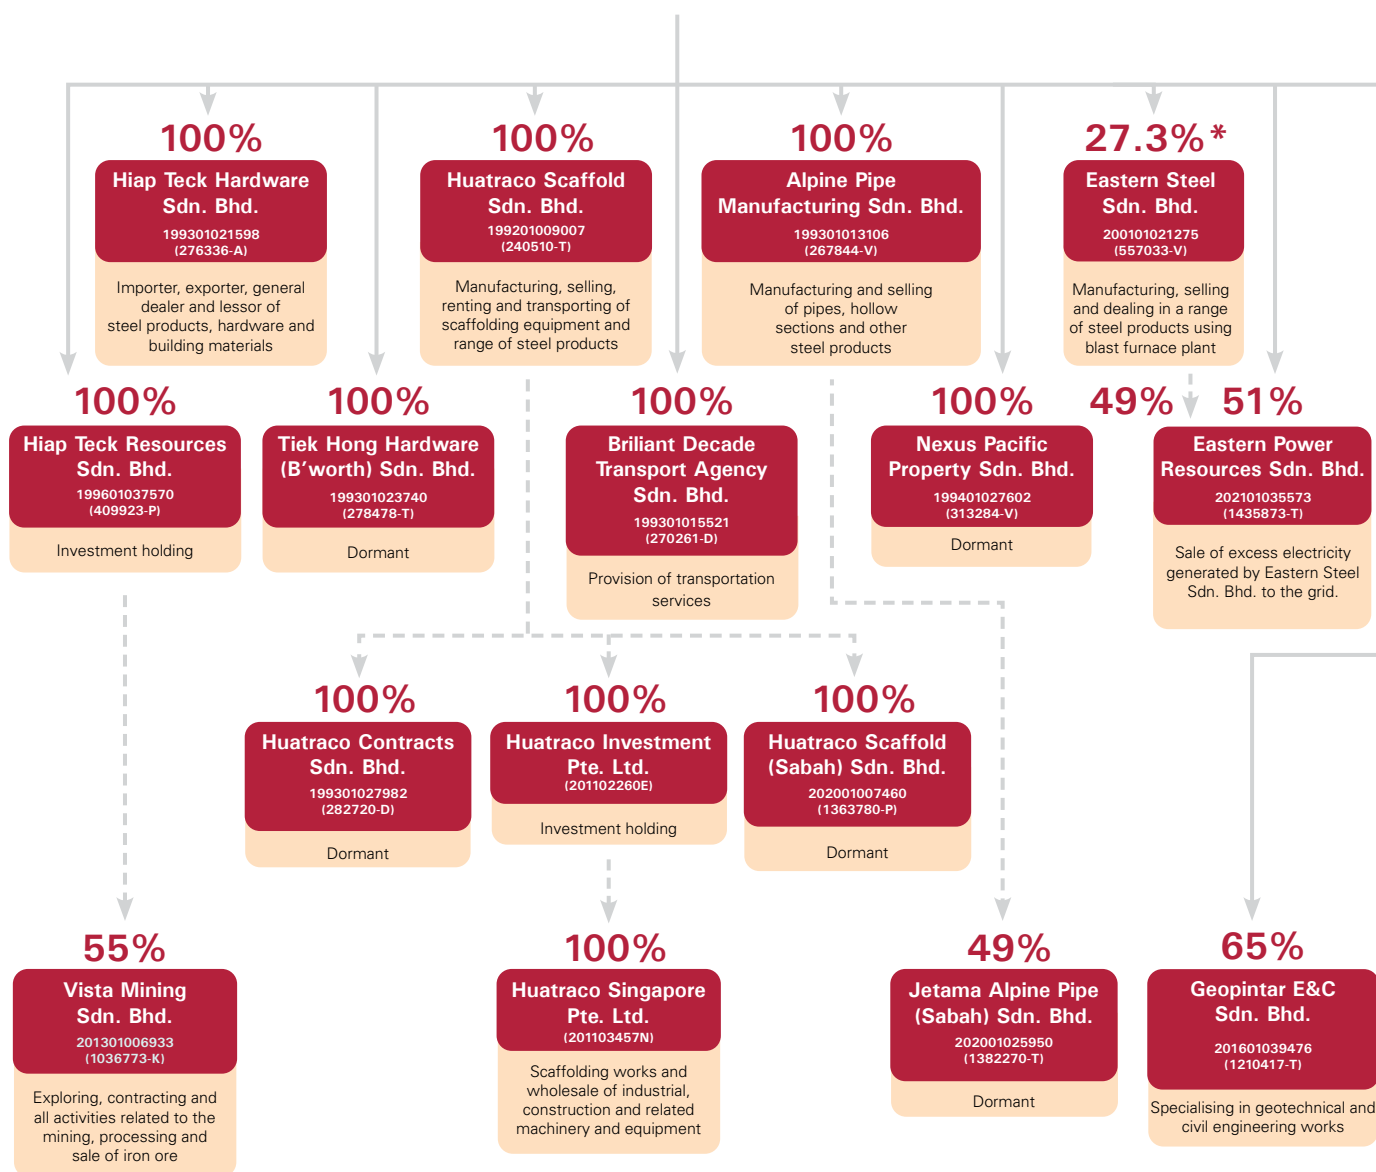 100%
Hiap Teck Hardware
Sdn. Bhd.
199301021598
(276336-A)
Importer, exporter, general
dealer and lessor of
steel products, hardware and
building materials
100%
Huatraco Scaffold
Sdn. Bhd.
199201009007
(240510-T)
Manufacturing, selling,
renting and transporting of
scaffolding equipment and
range of steel products
100%
Alpine Pipe
Manufacturing Sdn. Bhd.
199301013106
(267844-V)
Manufacturing and selling
of pipes, hollow
sections and other
steel products
27.3% *
Eastern Steel
Sdn. Bhd.
200101021275
(557033-V)
Manufacturing, selling
and dealing in a range
of steel products using
blast furnace plant
100%
Hiap Teck Resources
Sdn. Bhd.
199601037570
(409923-P)
Investment holding
100%
Tiek Hong Hardware
(B'worth) Sdn. Bhd.
199301023740
(278478-T)
Dormant
100%
Briliant Decade
Transport Agency
Sdn. Bhd.
199301015521
(270261-D)
Provision of transportation
services
100%
Nexus Pacific
Property Sdn. Bhd.
199401027602
(313284-V)
Dormant
49% 51%
Eastern Power
Resources Sdn. Bhd.
202101035573
(1435873-T)
Sale of excess electricity
generated by Eastern Steel
Sdn. Bhd. to the grid.
100%
Huatraco Contracts
Sdn. Bhd.
199301027982
(282720-D)
Dormant
100%
Huatraco Investment
Pte. Ltd.
(201102260E)
Investment holding
100%
Huatraco Scaffold
(Sabah) Sdn. Bhd.
202001007460
(1363780-P)
Dormant
55%
Vista Mining
Sdn. Bhd.
201301006933
(1036773-K)
Exploring, contracting and
all activities related to the
mining, processing and
sale of iron ore
100%
Huatraco Singapore
Pte. Ltd.
(201103457N)
Scaffolding works and
wholesale of industrial,
construction and related
machinery and equipment
49%
Jetama Alpine Pipe
(Sabah) Sdn. Bhd.
202001025950
(1382270-T)
Dormant
65%
Geopintar E&C
Sdn. Bhd.
201601039476
(1210417-T)
Specialising in geotechnical and
civil engineering works